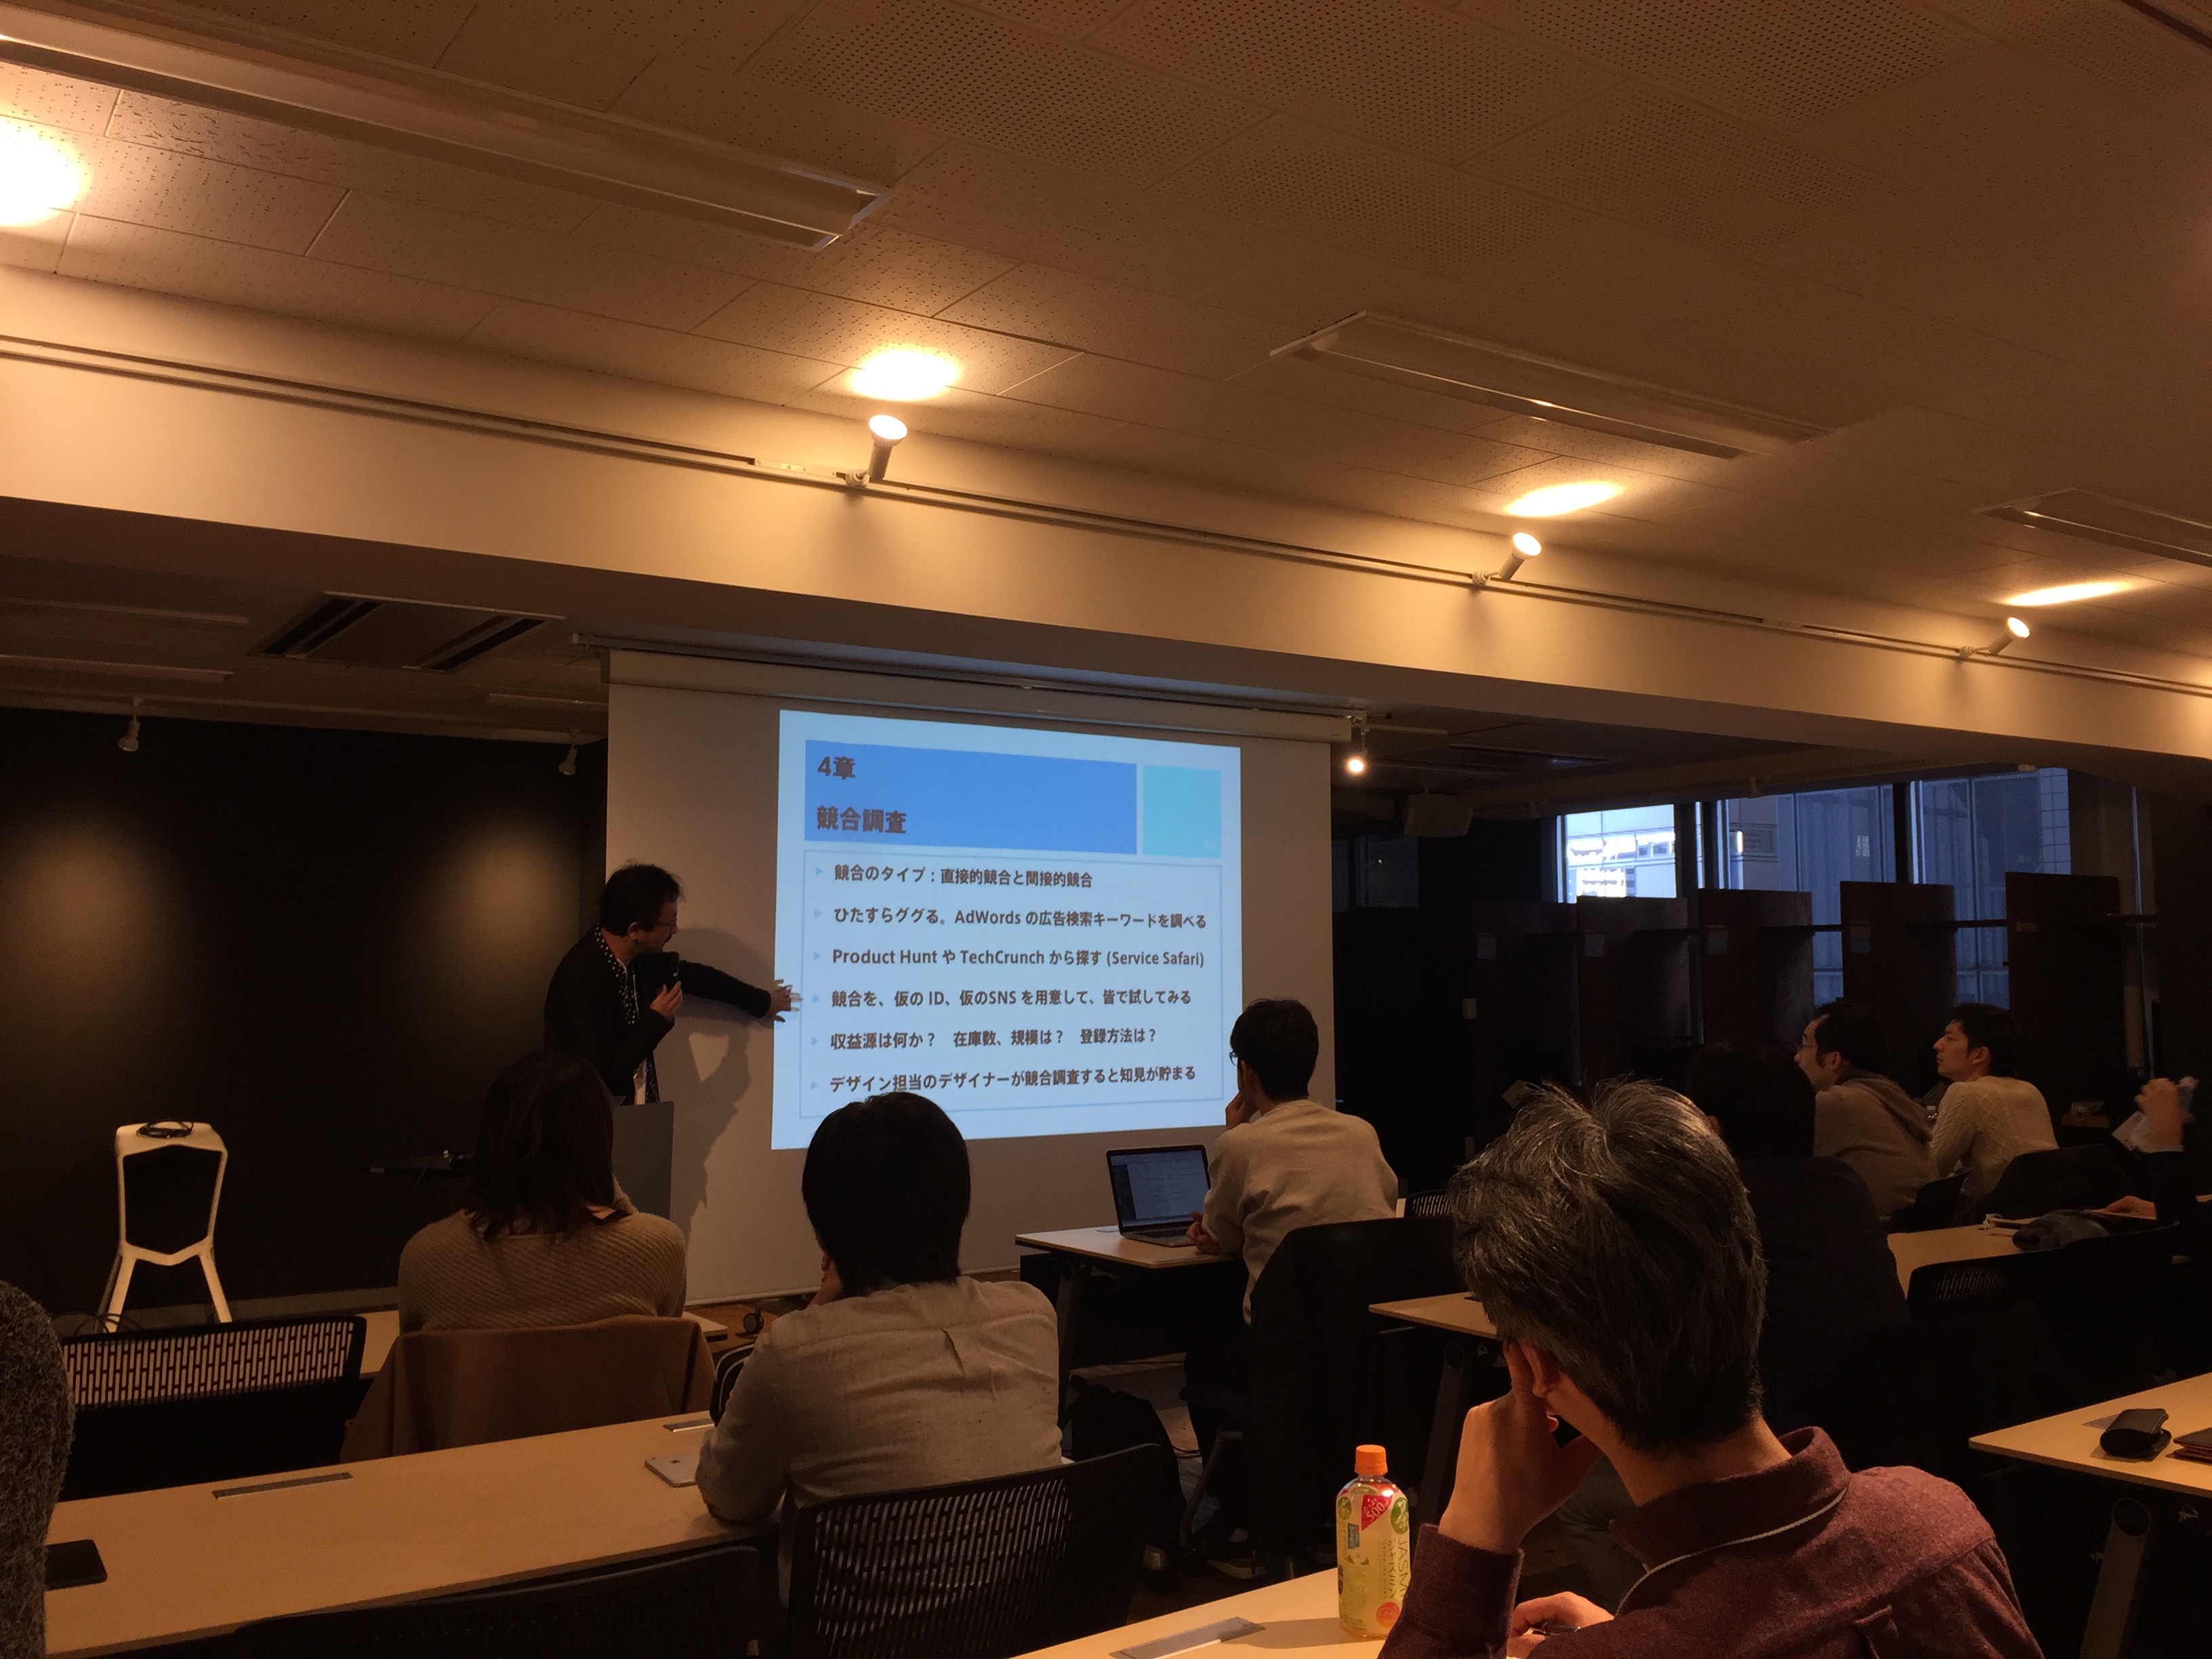 4章
競合調査
競合のタイプ：直接的競合と間接的競合
ひたすらググる。AdWords の広告検索キーワードを調べる
Product Hunt や TechCrunch から探す (Service Safari)
競合を、仮の ID、仮のSNS を用意して、皆で試してみる
収益源は何か？　在庫数、規模は？　登録方法は？
デザイン担当のデザイナーが競合調査すると知見が貯まる